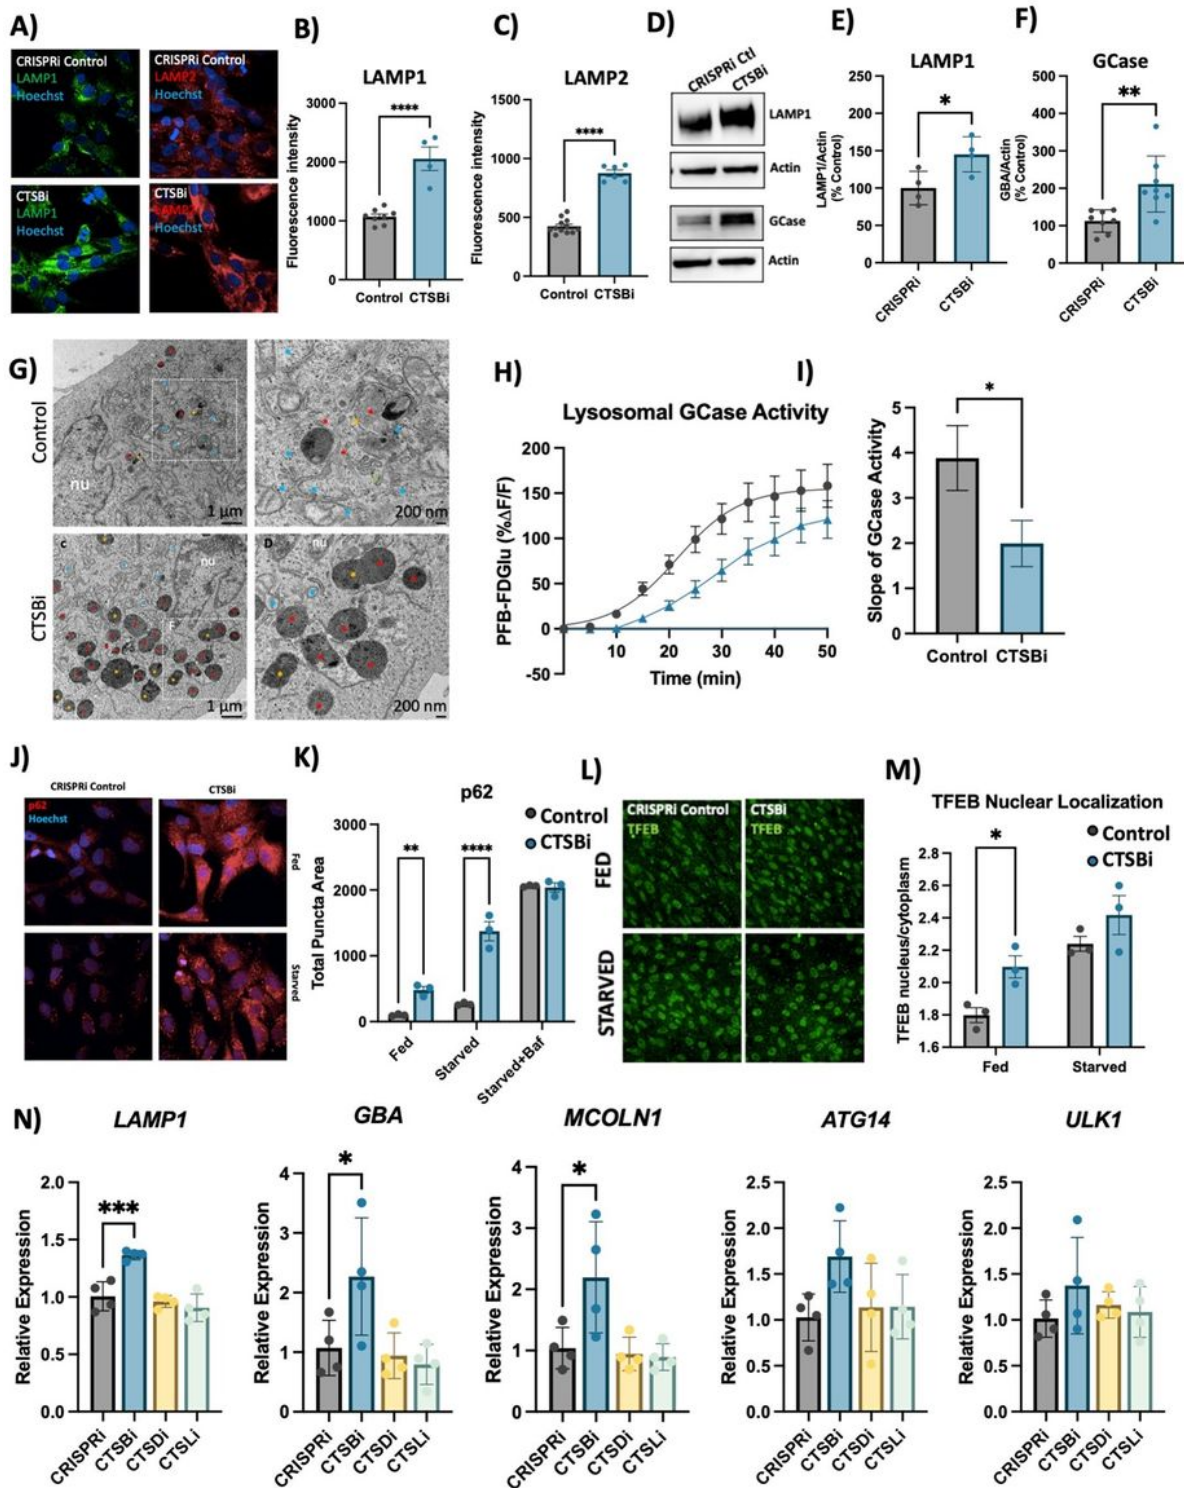 A)
CRISPRi Control
LAMP1
Hoechst
CRISPRi Control
LAMP2
Hoechst
CTSBi
LAMP1
Hoechst
CTSBi
LAMP2
Hoechst
B)
LAMP1
Fluorescence intensity
3000
2000
1000
0
****
Control
CTSBi
C)
LAMP2
Fluorescence intensity
1500
1000
500
0
****
Control
CTSBi
D)
CRISPRi Ctl
CTSBi
LAMP1
Actin
GCase
Actin
E)
LAMP1
LAMP1/Actin
(% Control)
200
150
100
50
0
*
CRISPRi
CTSBi
F)
GCase
GBA/Actin
(% Control)
500
400
300
200
100
0
**
CRISPRi
CTSBi
G)
Control
nu
1 µm
200 nm
CTSBi
c
nu
F
1 µm
D
nu
200 nm
H)
Lysosomal GCase Activity
PFB-FDGlu (%ΔF/F)
200
150
100
50
0
-50
10
20
30
40
50
Time (min)
I)
Slope of GCase Activity
5
4
3
2
1
0
*
Control
CTSBi
J)
CRISPRi Control
CTSBi
p62
Hoechst
Fed
Starved
K)
p62
Control
CTSBi
Total Puncta Area
3000
2000
1000
0
**
****
Fed
Starved
Starved+Baf
L)
CRISPRi Control
TFEB
CTSBi
TFEB
FED
STARVED
M)
TFEB Nuclear Localization
Control
CTSBi
TFEB nucleus/cytoplasm
2.8
2.6
2.4
2.2
2.0
1.8
1.6
*
Fed
Starved
N)
LAMP1
Relative Expression
2.0
1.5
1.0
0.5
0.0
***
CRISPRi
CTSBi
CTSDi
CTSLi
GBA
Relative Expression
4
3
2
1
0
*
CRISPRi
CTSBi
CTSDi
CTSLi
MCOLN1
Relative Expression
4
3
2
1
0
*
CRISPRi
CTSBi
CTSDi
CTSLi
ATG14
Relative Expression
2.5
2.0
1.5
1.0
0.5
0.0
CRISPRi
CTSBi
CTSDi
CTSLi
ULK1
Relative Expression
2.5
2.0
1.5
1.0
0.5
0.0
CRISPRi
CTSBi
CTSDi
CTSLi